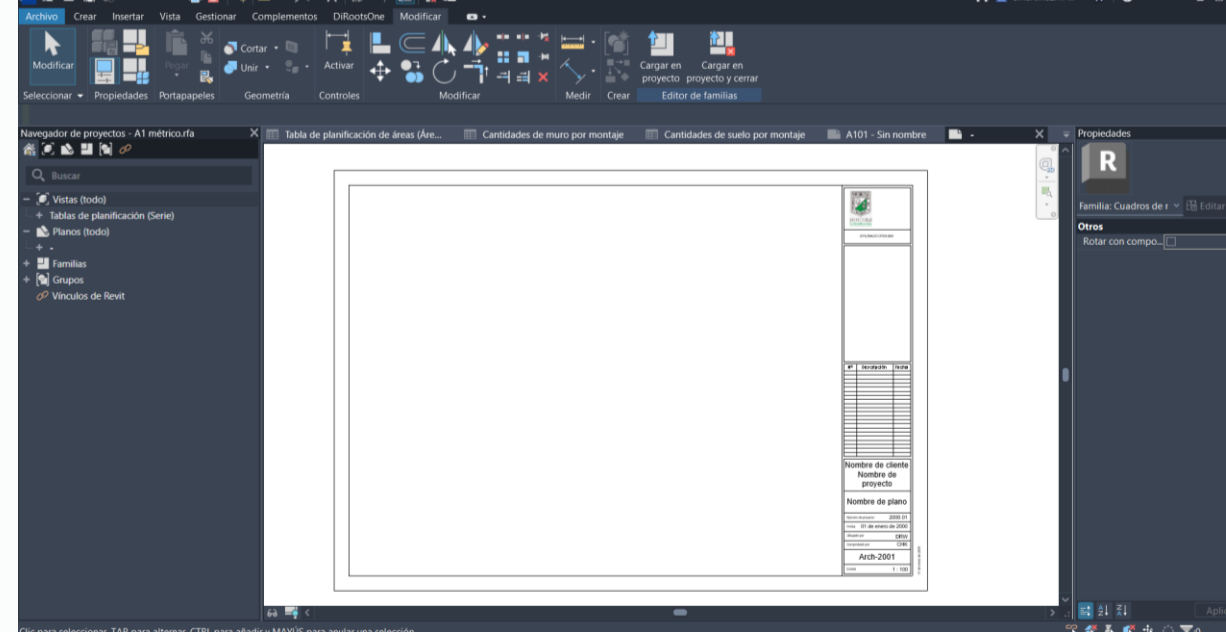 Archivo Crear Insertar Vista Gestionar Complementos DiRootsOne Modificar
Modificar
Pegar
Cortar
Unir
Activar
Cargar en proyecto
Cargar en proyecto y cerrar
Seleccionar Propiedades Portapapeles Geometría Controles Modificar Medir Crear Editor de familias
Navegador de proyectos - A1 métrico.rfa
Tabla de planificación de áreas (Áre...
Cantidades de muro por montaje
Cantidades de suelo por montaje
A101 - Sin nombre
-
Propiedades
Buscar
Vistas (todo)
Tablas de planificación (Serie)
Planos (todo)
-
Familias
Grupos
Vínculos de Revit
R
Familia: Cuadros de r
Editar
Otros
Rotar con compo...
Nº Descripción Fecha
Nombre de cliente
Nombre de
proyecto
Nombre de plano
2000.01
01 de enero de 2000
DRW
CHK
Arch-2001
1 : 100
Clic para seleccionar, TAB para alternar, CTRL para añadir y MAYÚS para anular una selección.